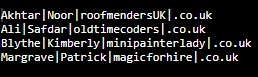 Akhtar|Noor|roofmendersUK|.co.uk
Ali|Safdar|oldtimecoders|.co.uk
Blythe|Kimberly|minipainterlady|.co.uk
Margrave|Patrick|magicforhire|.co.uk